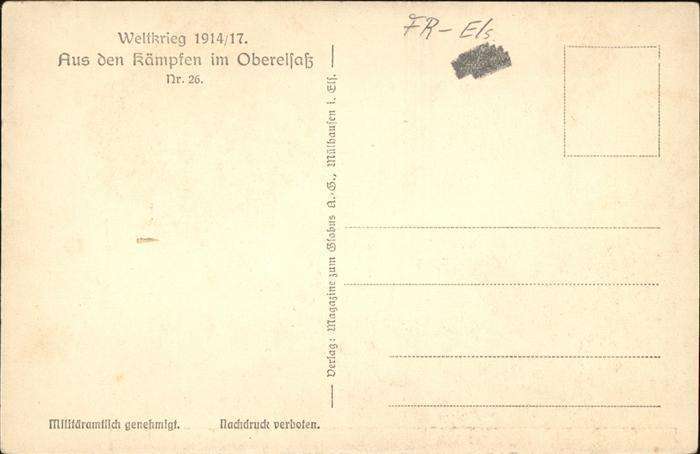 Weltkrieg 1914/17.
Aus den Kämpfen im Oberelſaß
Nr. 26.
FR - Els
Verlag: Magazine zum Globus A.-G., Mülhauſen i. Elſ.
Militäramtlich genehmigt. Nachdruck verboten.